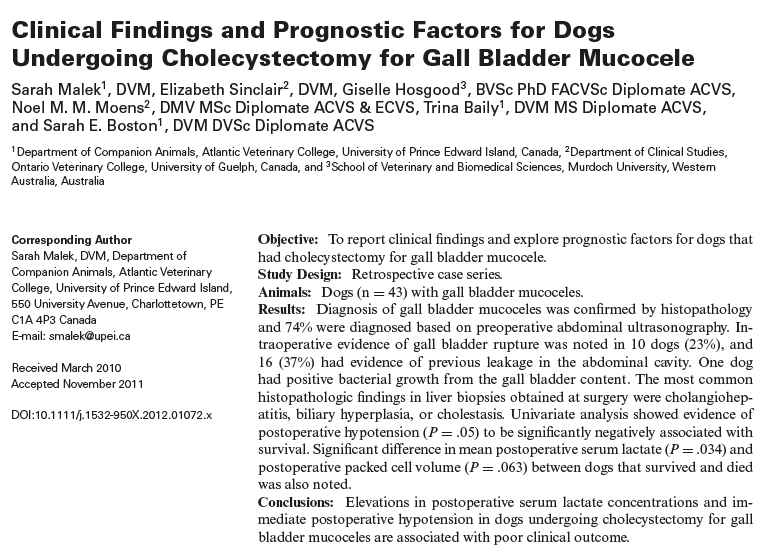 Clinical Findings and Prognostic Factors for Dogs
Undergoing Cholecystectomy for Gall Bladder Mucocele
Sarah Malek1, DVM, Elizabeth Sinclair2, DVM, Giselle Hosgood3, BVSc PhD FACVSc Diplomate ACVS,
Noel M. M. Moens2, DMV MSc Diplomate ACVS & ECVS, Trina Baily1, DVM MS Diplomate ACVS,
and Sarah E. Boston1, DVM DVSc Diplomate ACVS
1 Department of Companion Animals, Atlantic Veterinary College, University of Prince Edward Island, Canada, 2Department of Clinical Studies,
Ontario Veterinary College, University of Guelph, Canada, and 3School of Veterinary and Biomedical Sciences, Murdoch University, Western
Australia, Australia
Corresponding Author
Sarah Malek, DVM, Department of
Companion Animals, Atlantic Veterinary
College, University of Prince Edward Island,
550 University Avenue, Charlottetown, PE
C1A 4P3 Canada
E-mail: smalek@upei.ca
Received March 2010
Accepted November 2011
DOI:10.1111/j.1532-950X.2012.01072.x
Objective: To report clinical findings and explore prognostic factors for dogs that
had cholecystectomy for gall bladder mucocele.
Study Design: Retrospective case series.
Animals: Dogs (n = 43) with gall bladder mucoceles.
Results: Diagnosis of gall bladder mucoceles was confirmed by histopathology
and 74% were diagnosed based on preoperative abdominal ultrasonography. In-
traoperative evidence of gall bladder rupture was noted in 10 dogs (23%), and
16 (37%) had evidence of previous leakage in the abdominal cavity. One dog
had positive bacterial growth from the gall bladder content. The most common
histopathologic findings in liver biopsies obtained at surgery were cholangiohep-
atitis, biliary hyperplasia, or cholestasis. Univariate analysis showed evidence of
postoperative hypotension (P = .05) to be significantly negatively associated with
survival. Significant difference in mean postoperative serum lactate (P = .034) and
postoperative packed cell volume (P = .063) between dogs that survived and died
was also noted.
Conclusions: Elevations in postoperative serum lactate concentrations and im-
mediate postoperative hypotension in dogs undergoing cholecystectomy for gall
bladder mucoceles are associated with poor clinical outcome.